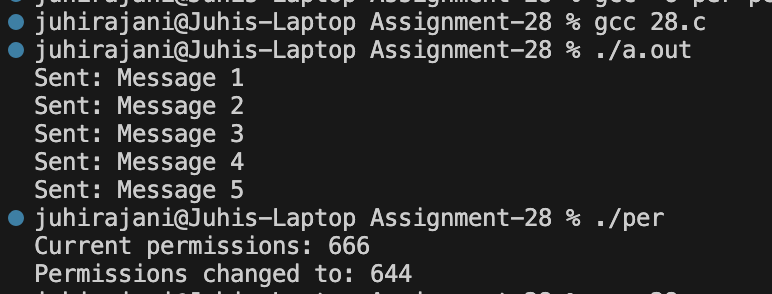 juhirajani@Juhis-Laptop Assignment-28 % gcc 28.c
juhirajani@Juhis-Laptop Assignment-28 % ./a.out
Sent: Message 1
Sent: Message 2
Sent: Message 3
Sent: Message 4
Sent: Message 5
juhirajani@Juhis-Laptop Assignment-28 % ./per
Current permissions: 666
Permissions changed to: 644